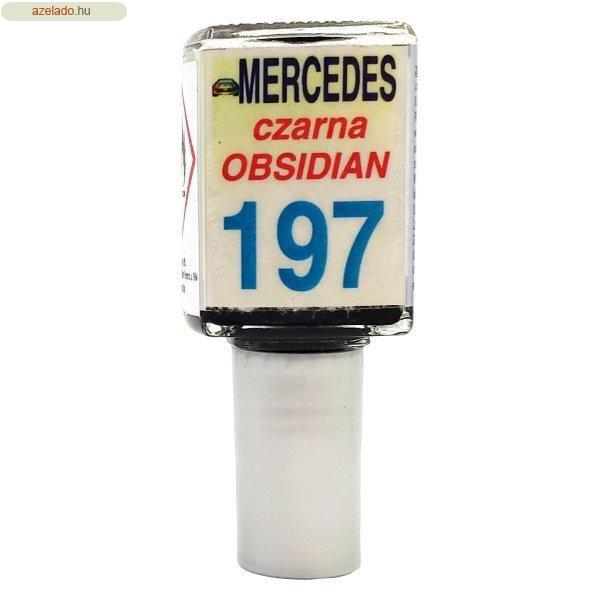 azelado.hu
MERCEDES
czarna
OBSIDIAN
197